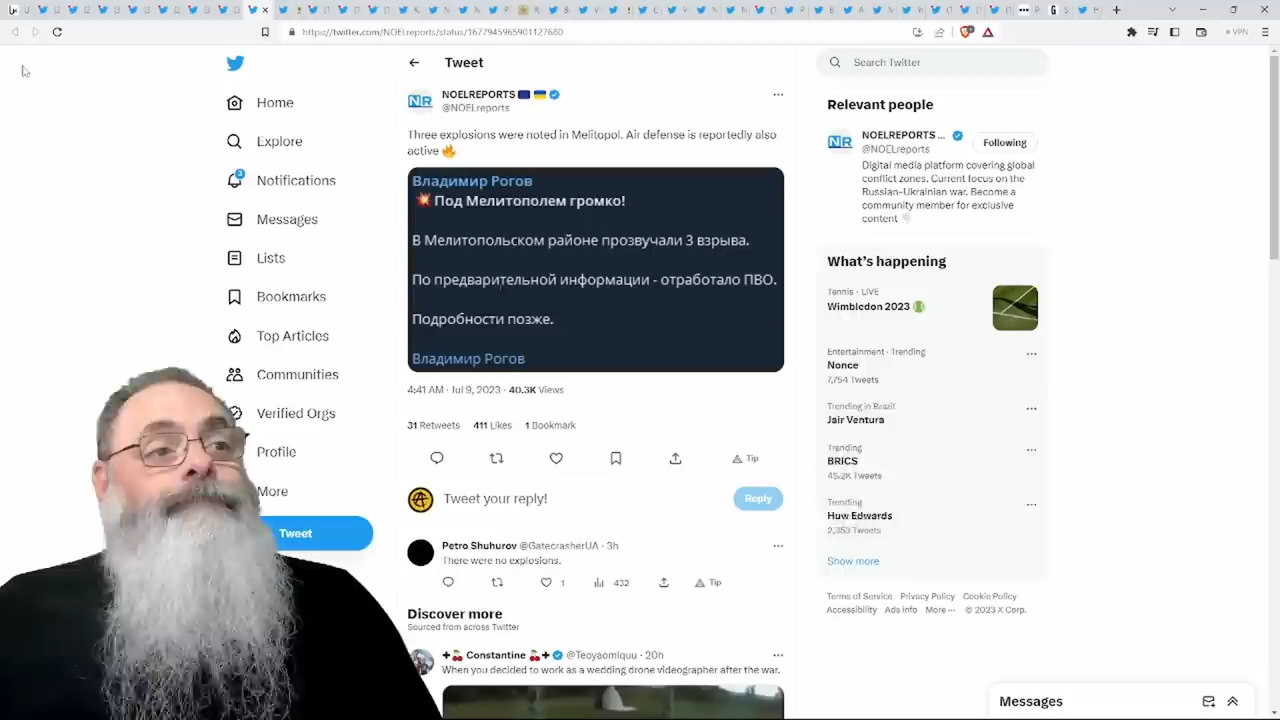 https://twitter.com/NOELreports/status/1677945965901127680
VPN
Home
Explore
3
Notifications
Messages
Lists
Bookmarks
Top Articles
Communities
Verified Orgs
Profile
More
Tweet
Tweet
NOELREPORTS
@NOELreports
Three explosions were noted in Melitopol. Air defense is reportedly also
active
Владимир Рогов
Под Мелитополем громко!
В Мелитопольском районе прозвучали 3 взрыва.
По предварительной информации - отработало ПВО.
Подробности позже.
Владимир Рогов
4:41 AM · Jul 9, 2023 · 40.3K Views
31 Retweets 411 Likes 1 Bookmark
Tip
Tweet your reply!
Reply
Petro Shuhurov @GatecrasherUA · 3h
There were no explosions.
1 432 Tip
Discover more
Sourced from across Twitter
Constantine @Teoyaomiquu · 20h
When you decided to work as a wedding drone videographer after the war.
Search Twitter
Relevant people
NOELREPORTS ...
@NOELreports
Following
Digital media platform covering global
conflict zones. Current focus on the
Russian-Ukrainian war. Become a
community member for exclusive
content
What's happening
Tennis · LIVE
Wimbledon 2023
Entertainment · Trending
Nonce
7,754 Tweets
Trending in Brazil
Jair Ventura
Trending
BRICS
45.2K Tweets
Trending
Huw Edwards
2,353 Tweets
Show more
Terms of Service Privacy Policy Cookie Policy
Accessibility Ads info More ··· © 2023 X Corp.
Messages